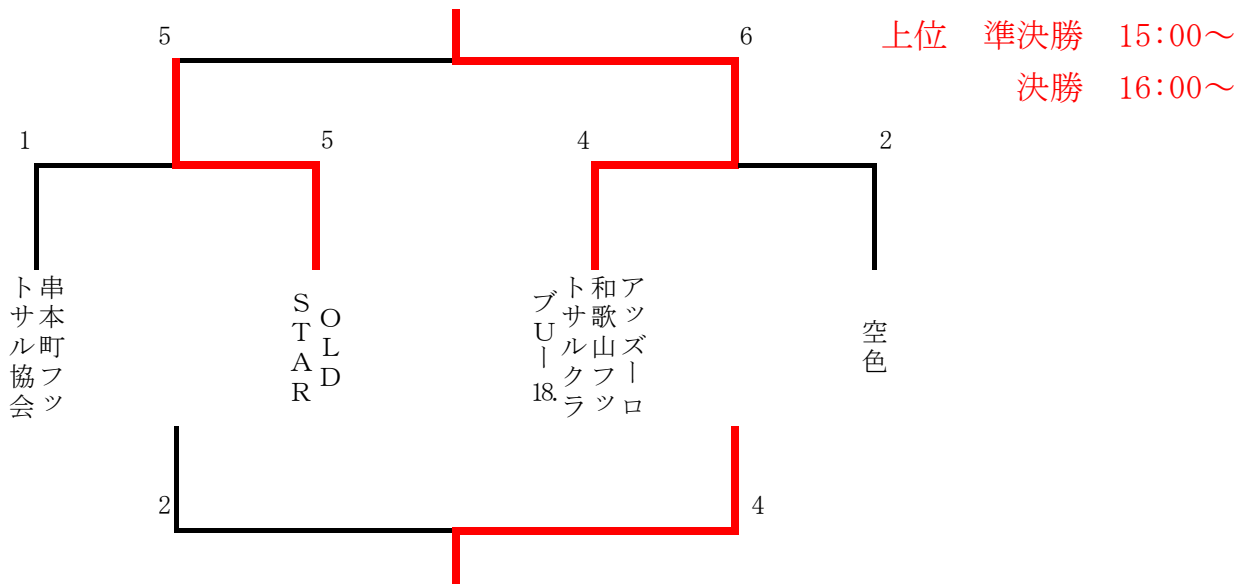 上位　準決勝　15:00～
決勝　16:00～
5
6
1
5
4
2
串本町フッ
トサル協会
OLD
STAR
アッズーロ
和歌山フッ
トサルクラ
ブU－18.
空色
2
4